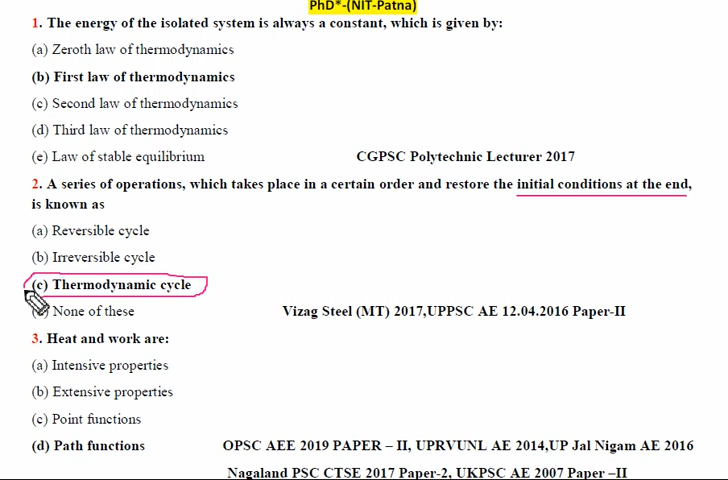 PhD*-(NIT-Patna)
1. The energy of the isolated system is always a constant, which is given by:
(a) Zeroth law of thermodynamics
(b) First law of thermodynamics
(c) Second law of thermodynamics
(d) Third law of thermodynamics
(e) Law of stable equilibrium CGPSC Polytechnic Lecturer 2017
2. A series of operations, which takes place in a certain order and restore the initial conditions at the end,
is known as
(a) Reversible cycle
(b) Irreversible cycle
(c) Thermodynamic cycle
None of these Vizag Steel (MT) 2017,UPPSC AE 12.04.2016 Paper-II
3. Heat and work are:
(a) Intensive properties
(b) Extensive properties
(c) Point functions
(d) Path functions OPSC AEE 2019 PAPER – II, UPRVUNL AE 2014,UP Jal Nigam AE 2016
Nagaland PSC CTSE 2017 Paper-2, UKPSC AE 2007 Paper –II